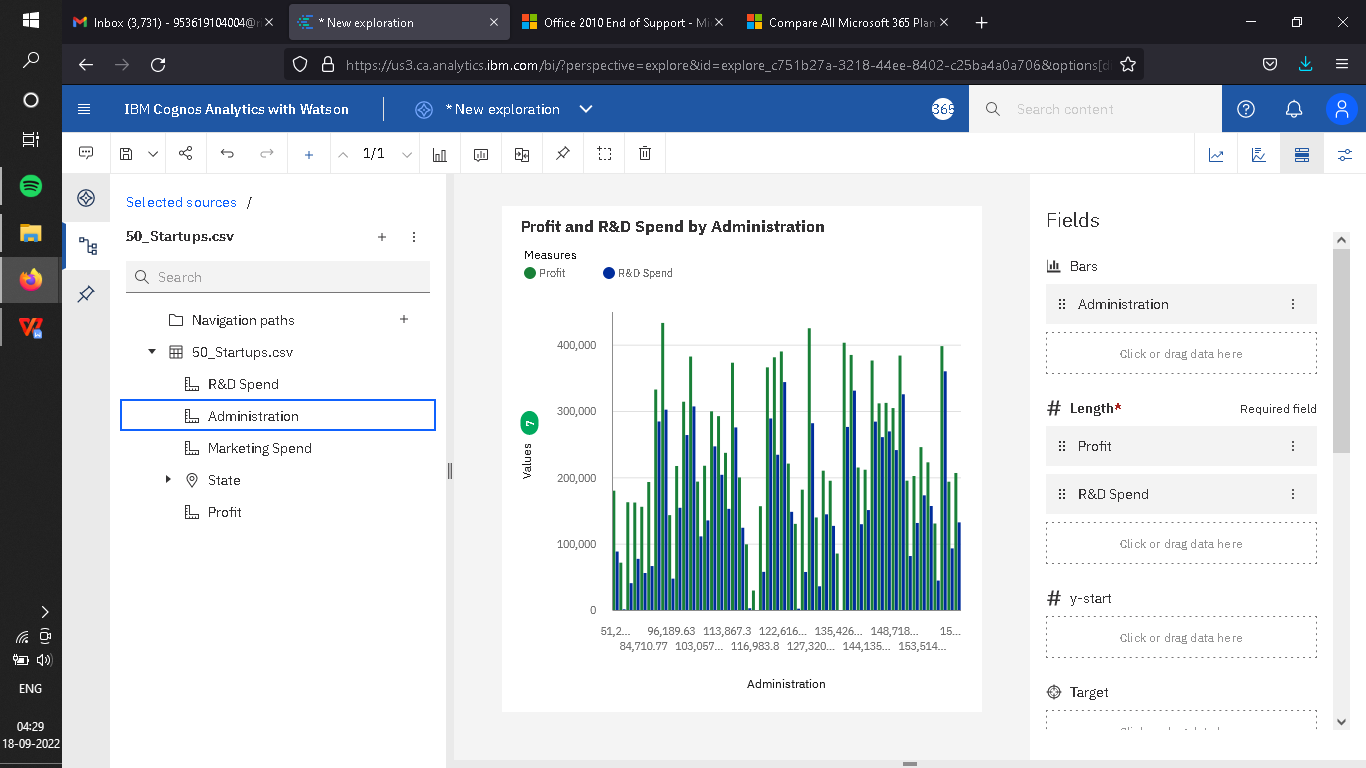 Inbox (3,731) - 953619104004@r
* New exploration
Office 2010 End of Support - Mi
Compare All Microsoft 365 Plan
https://us3.ca.analytics.ibm.com/bi/?perspective=explore&id=explore_c751b27a-3218-44ee-8402-c25ba4a0a706&options[d
IBM Cognos Analytics with Watson
* New exploration
365
Search content
1/1
Selected sources /
50_Startups.csv
Search
Navigation paths
50_Startups.csv
R&D Spend
Administration
Marketing Spend
State
Profit
Profit and R&D Spend by Administration
Measures
Profit
R&D Spend
Values
7
400,000
300,000
200,000
100,000
0
51,2... 96,189.63 113,867.3 122,616... 135,426... 148,718... 15...
84,710.77 103,057... 116,983.8 127,320... 144,135... 153,514...
Administration
Fields
Bars
Administration
Click or drag data here
Length*
Required field
Profit
R&D Spend
Click or drag data here
y-start
Click or drag data here
Target
Click or drag data here
ENG
04:29
18-09-2022